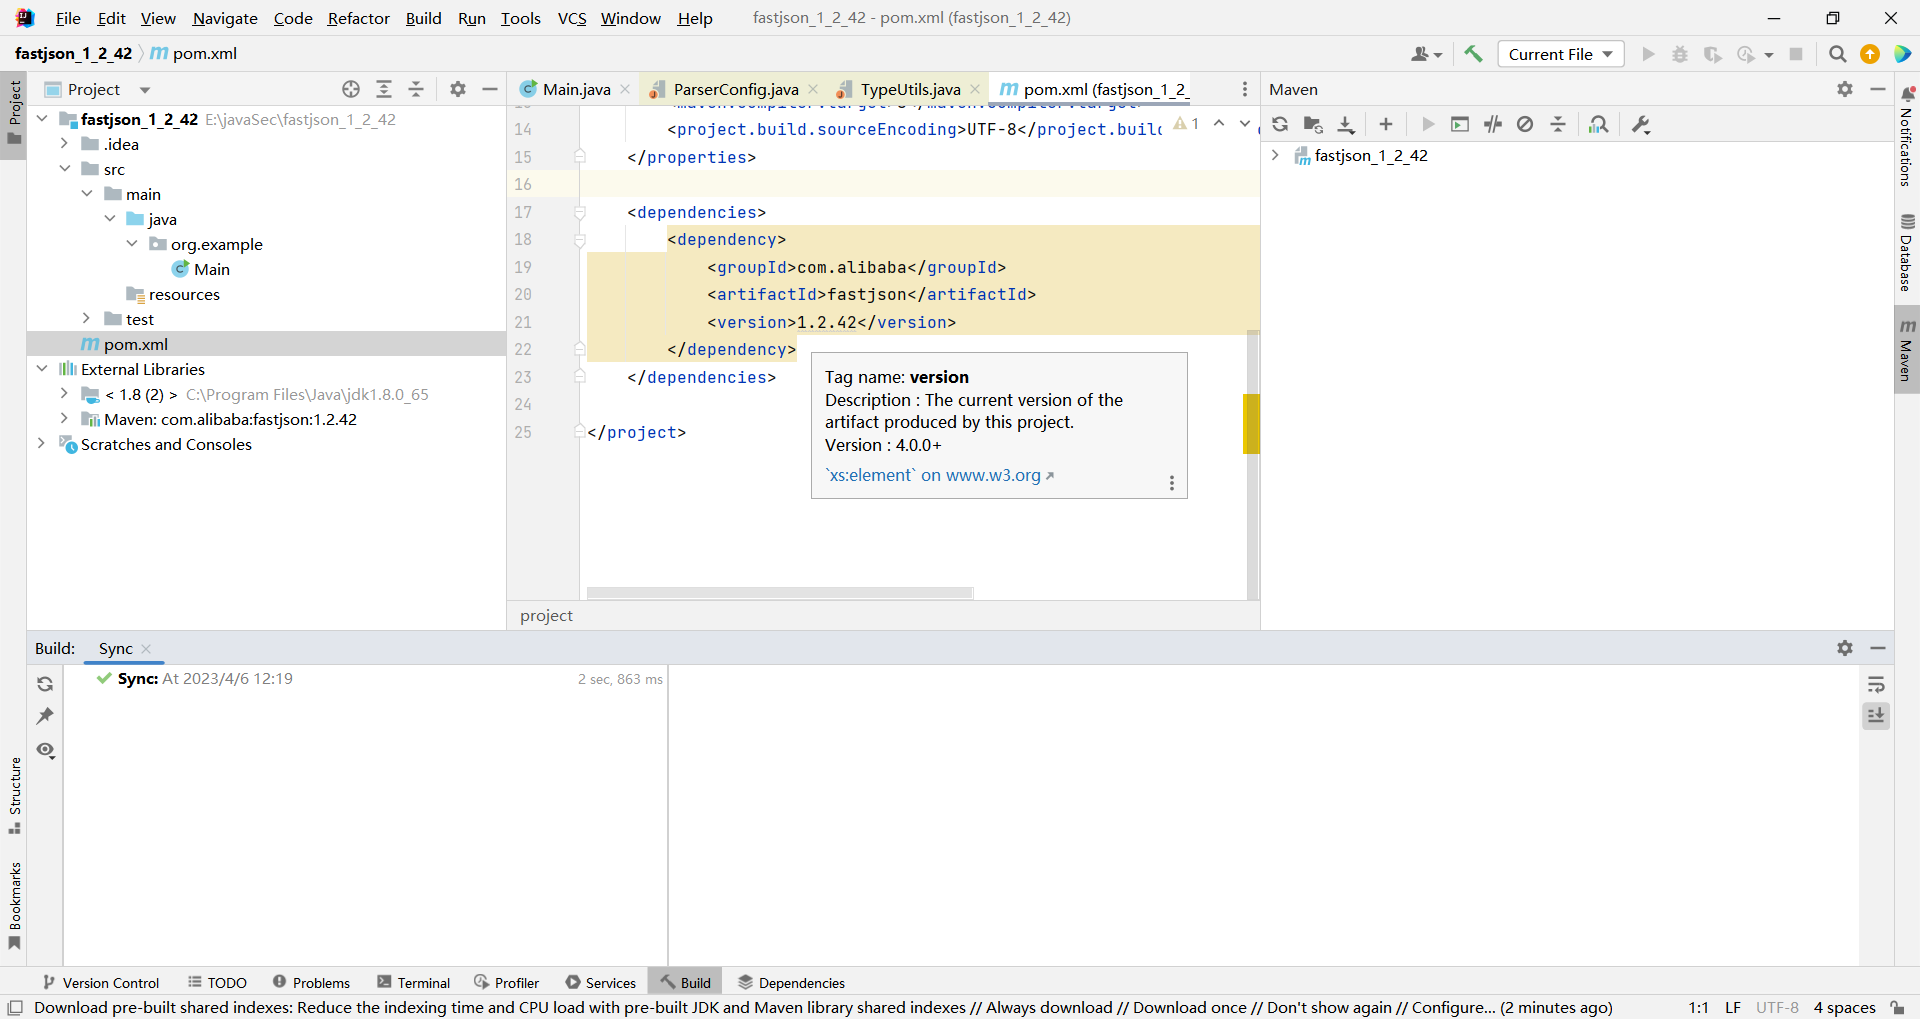 File Edit View Navigate Code Refactor Build Run Tools VCS Window Help fastjson_1_2_42 - pom.xml (fastjson_1_2_42)
fastjson_1_2_42 pom.xml
Current File
Project
Main.java ParserConfig.java TypeUtils.java pom.xml (fastjson_1_2_
Maven
Project
fastjson_1_2_42 E:\javaSec\fastjson_1_2_42
.idea
src
main
java
org.example
Main
resources
test
pom.xml
External Libraries
< 1.8 (2) > C:\Program Files\Java\jdk1.8.0_65
Maven: com.alibaba:fastjson:1.2.42
Scratches and Consoles
14 <project.build.sourceEncoding>UTF-8</project.build
1
15 </properties>
16
17 <dependencies>
18 <dependency>
19 <groupId>com.alibaba</groupId>
20 <artifactId>fastjson</artifactId>
21 <version>1.2.42</version>
22 </dependency>
23 </dependencies>
24
25 </project>
Tag name: version
Description : The current version of the
artifact produced by this project.
Version : 4.0.0+
`xs:element` on www.w3.org
project
fastjson_1_2_42
Notifications
Database
Maven
Build: Sync
Sync: At 2023/4/6 12:19 2 sec, 863 ms
Structure
Bookmarks
Version Control TODO Problems Terminal Profiler Services Build Dependencies
Download pre-built shared indexes: Reduce the indexing time and CPU load with pre-built JDK and Maven library shared indexes // Always download // Download once // Don't show again // Configure... (2 minutes ago) 1:1 LF UTF-8 4 spaces